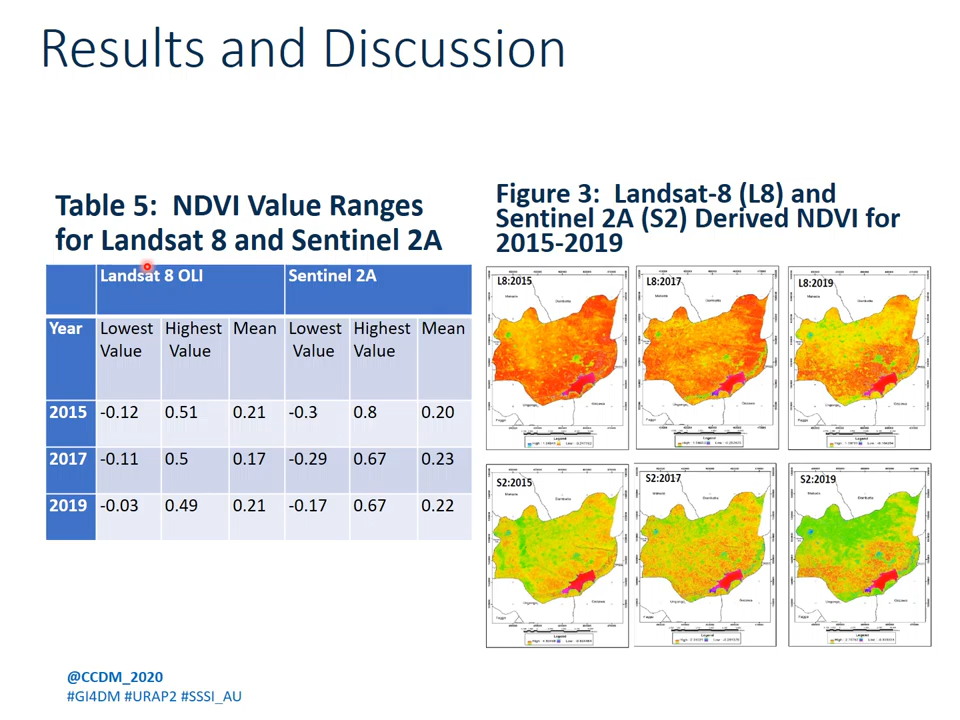 Results and Discussion
Table 5: NDVI Value Ranges
for Landsat 8 and Sentinel 2A
Landsat 8 OLI Sentinel 2A
Year Lowest Value Highest Value Mean Lowest Value Highest Value Mean
2015 -0.12 0.51 0.21 -0.3 0.8 0.20
2017 -0.11 0.5 0.17 -0.29 0.67 0.23
2019 -0.03 0.49 0.21 -0.17 0.67 0.22
Figure 3: Landsat-8 (L8) and
Sentinel 2A (S2) Derived NDVI for
2015-2019
L8:2015 L8:2017 L8:2019
S2:2015 S2:2017 S2:2019
@CCDM_2020
#GI4DM #URAP2 #SSSI_AU